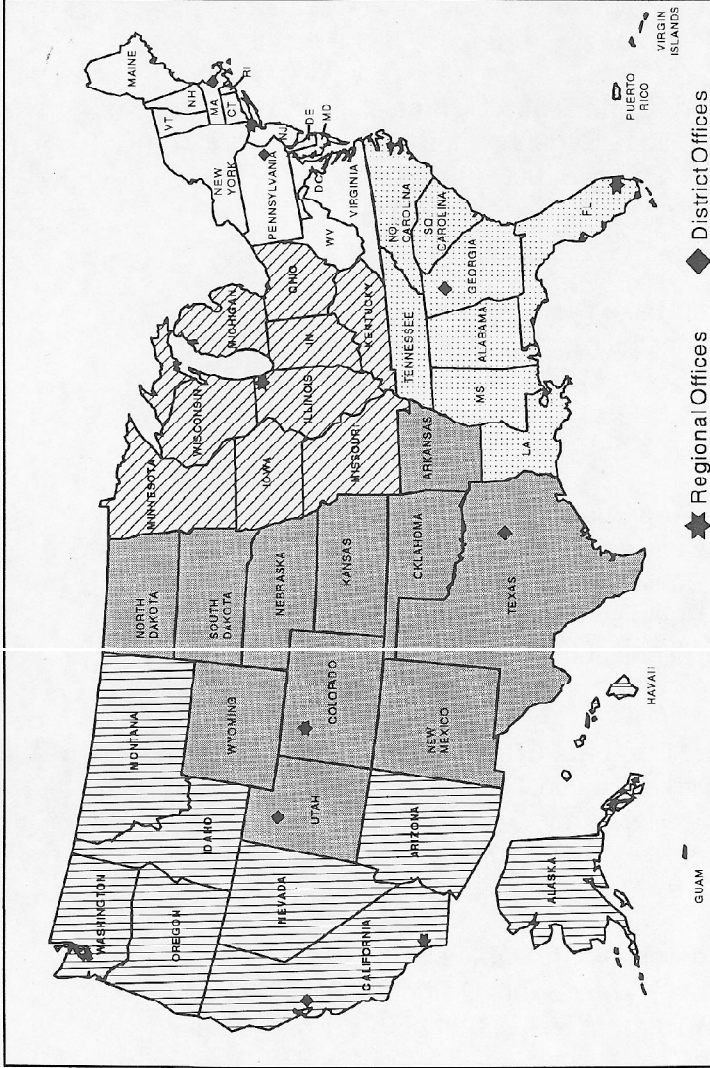 WASHINGTON
OREGON
CALIFORNIA
NEVADA
IDAHO
MONTANA
WYOMING
UTAH
ARIZONA
COLORADO
NEW
MEXICO
NORTH
DAKOTA
SOUTH
DAKOTA
NEBRASKA
KANSAS
OKLAHOMA
TEXAS
MINNESOTA
IOWA
MISSOURI
ARKANSAS
LA
WISCONSIN
ILLINOIS
MICHIGAN
IN
OHIO
KENTUCKY
TENNESSEE
MS
ALABAMA
GEORGIA
FL
SO
CAROLINA
NO
CAROLINA
VIRGINIA
WV
DC
PENNSYLVANIA
NEW
YORK
VT
NH
MAINE
MA
CT
RI
NJ
DE
MD
ALASKA
HAVAII
GUAM
PUERTO
RICO
VIRGIN
ISLANDS
Regional Offices
District Offices